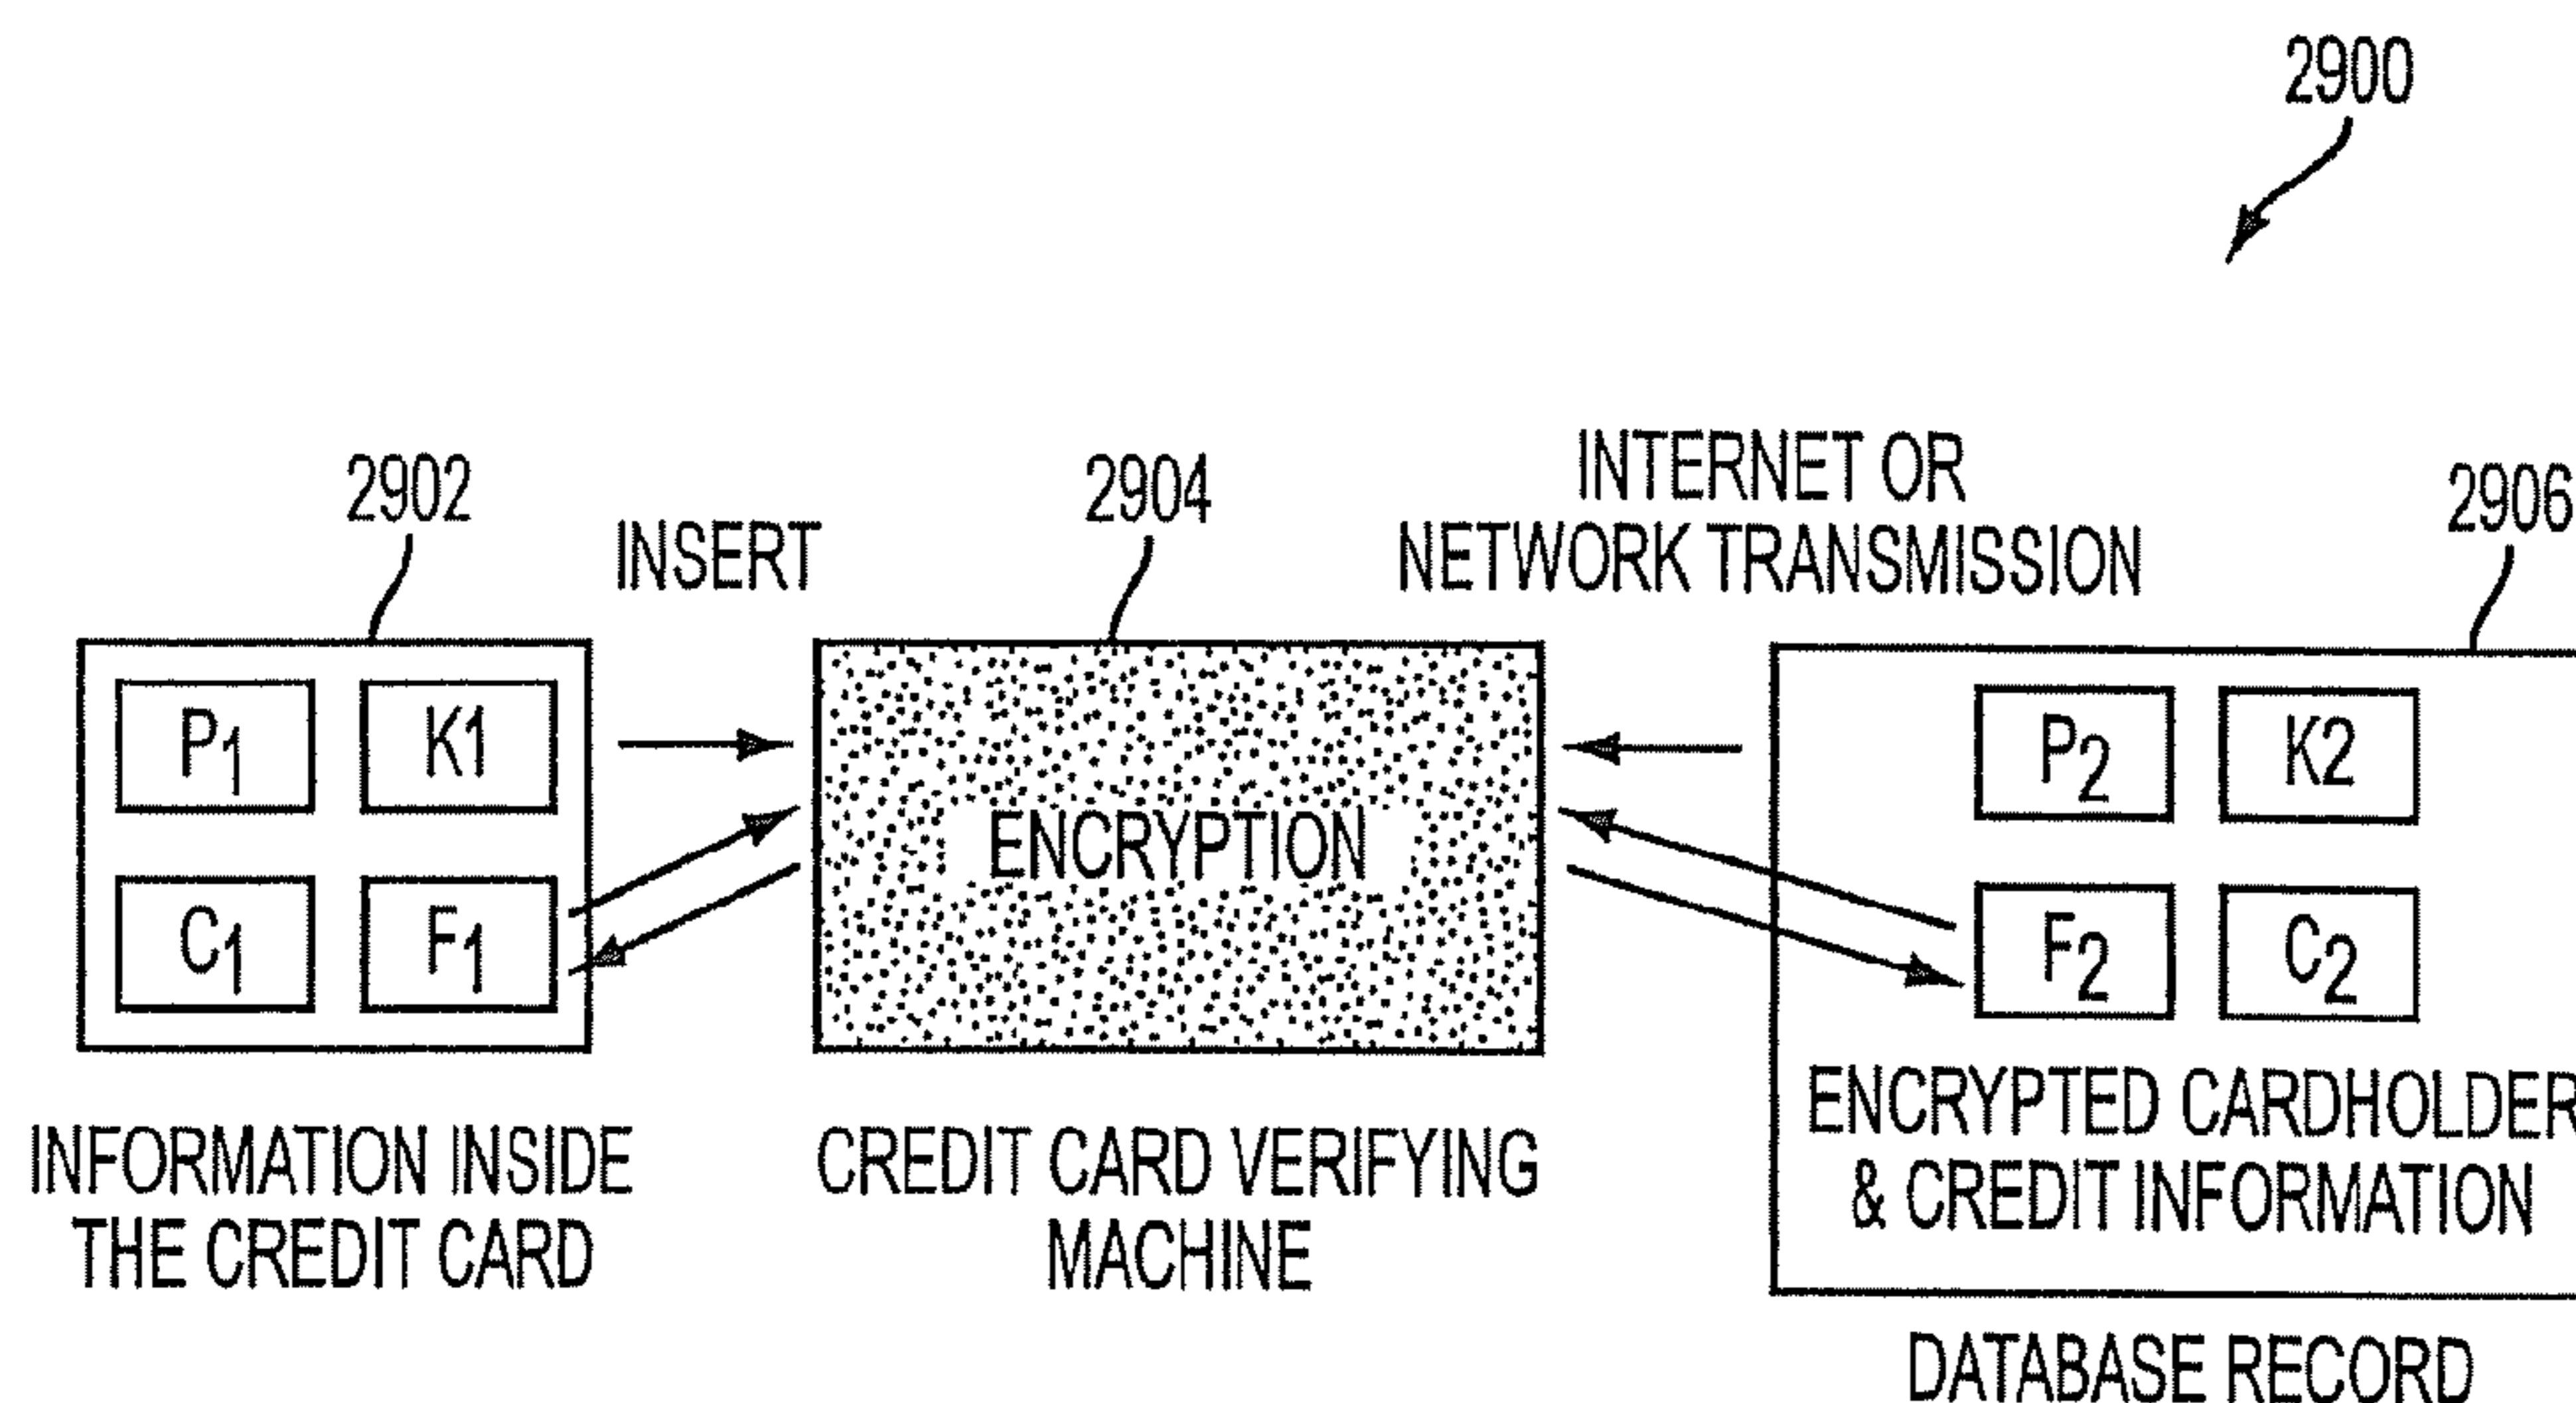 2900
2902
INSERT
2904
INTERNET OR
NETWORK TRANSMISSION
2906
P1
K1
C1
F1
ENCRYPTION
P2
K2
F2
C2
ENCRYPTED CARDHOLDER
& CREDIT INFORMATION
INFORMATION INSIDE
THE CREDIT CARD
CREDIT CARD VERIFYING
MACHINE
DATABASE RECORD